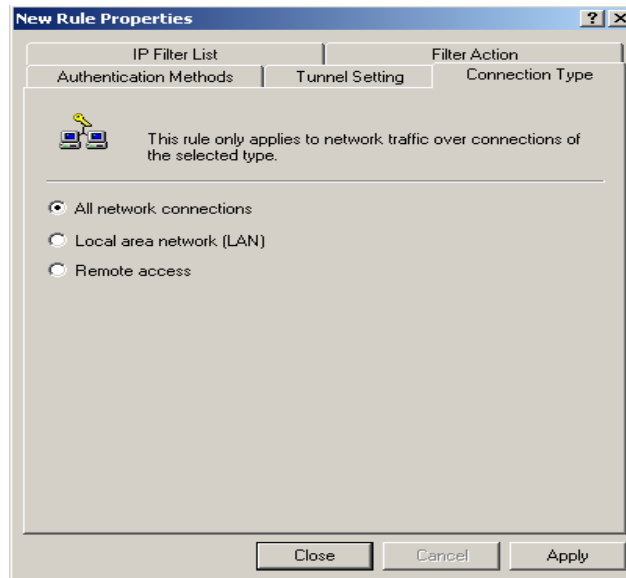 New Rule Properties
IP Filter List Filter Action
Authentication Methods Tunnel Setting Connection Type
This rule only applies to network traffic over connections of
the selected type.
All network connections
Local area network (LAN)
Remote access
Close Cancel Apply